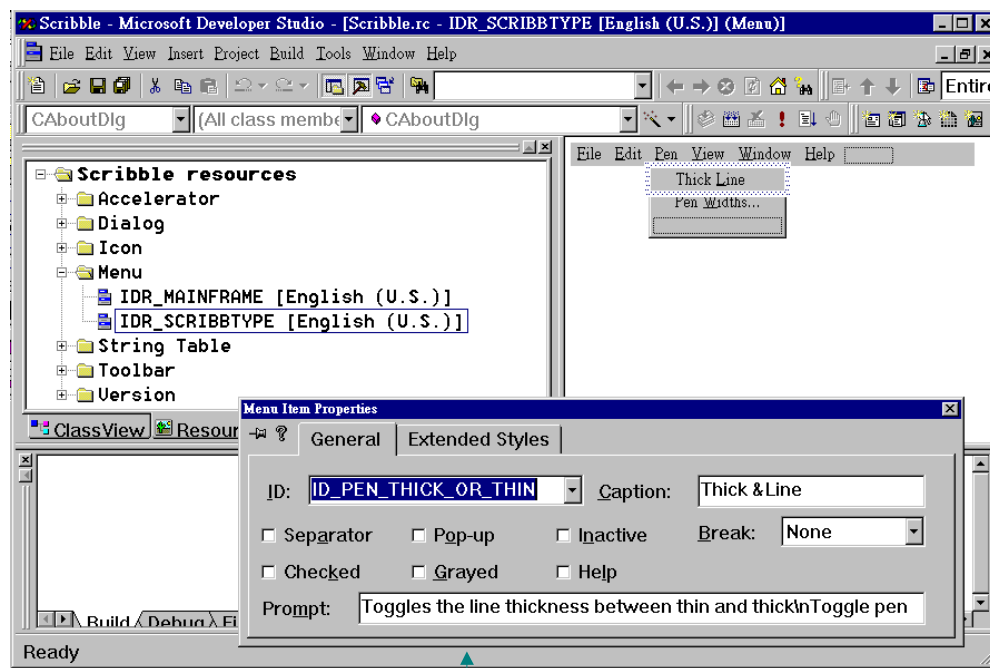 Scribble - Microsoft Developer Studio - [Scribble.rc - IDR_SCRIBBTYPE [English (U.S.)] (Menu)]
File Edit View Insert Project Build Tools Window Help
Entire
CAboutDlg (All class membe CAboutDlg
Scribble resources
Accelerator
Dialog
Icon
Menu
IDR_MAINFRAME [English (U.S.)]
IDR_SCRIBBTYPE [English (U.S.)]
String Table
Toolbar
Version
ClassView Resour
File Edit Pen View Window Help
Thick Line
Pen Widths...
Menu Item Properties
General Extended Styles
ID: ID_PEN_THICK_OR_THIN Caption: Thick &Line
Separator Pop-up Inactive Break: None
Checked Grayed Help
Prompt: Toggles the line thickness between thin and thick\nToggle pen
Build Debug Fi
Ready